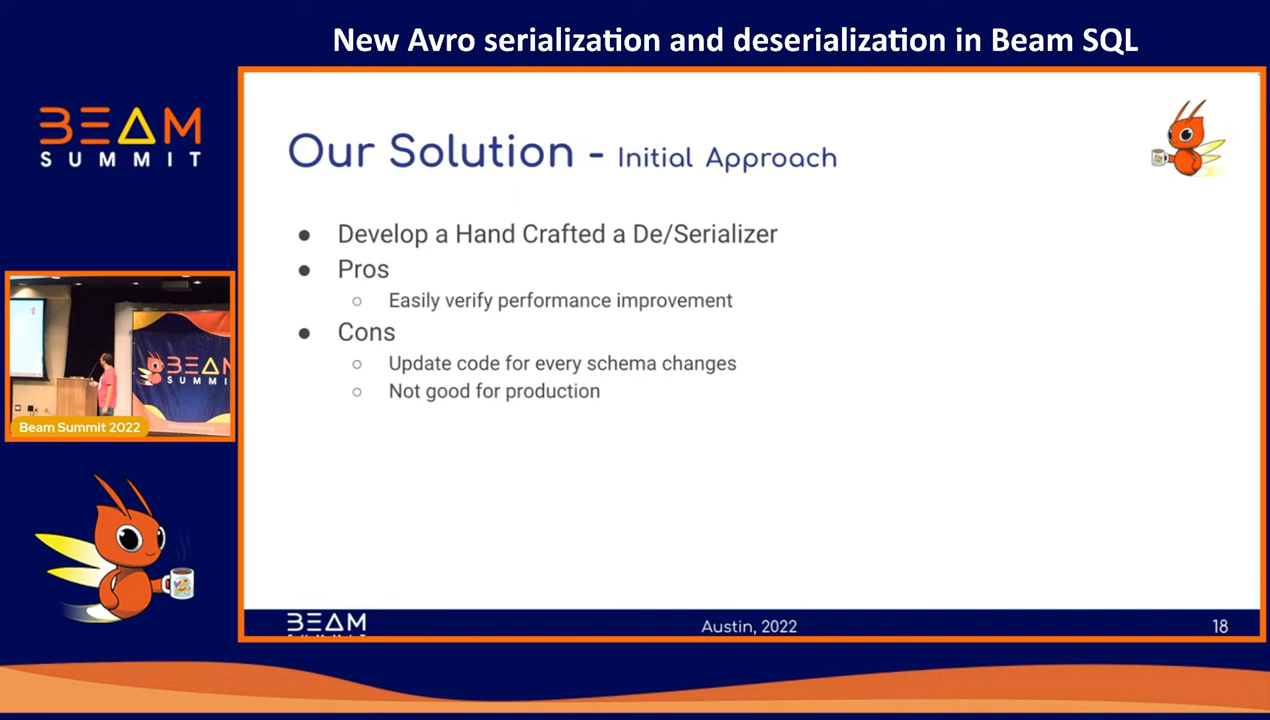 New Avro serialization and deserialization in Beam SQL
BEAM
SUMMIT
Our Solution - Initial Approach
● Develop a Hand Crafted a De/Serializer
● Pros
○ Easily verify performance improvement
● Cons
○ Update code for every schema changes
○ Not good for production
BEAM
SUMMIT
Beam Summit 2022
BEAM
Austin, 2022
18